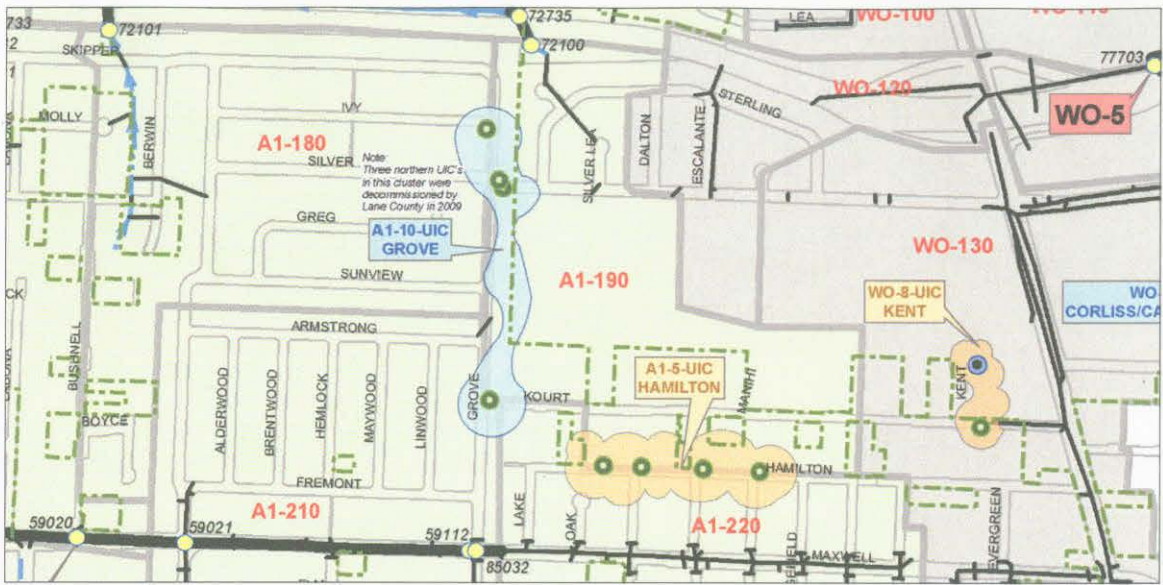 72735
LEA
WO-100
733
72101
72100
77703
SKIPPER
WO-120
STERLING
WO-5
IVY
MOLLY
BERWIN
A1-180
DALTON
ESCALANTE
SILVER LEA
SILVER
Note:
Three northern UIC's
in this cluster were
decommissioned by
Lane County in 2009
GREG
A1-10-UIC
GROVE
WO-130
SUNVIEW
A1-190
WO-8-UIC
KENT
WO-
CORLISS/CA
ARMSTRONG
BUSHNELL
A1-5-UIC
HAMILTON
KENT
GROVE
KOURT
BOYCE
ALDERWOOD
BRENTWOOD
HEMLOCK
MAYWOOD
LINWOOD
HAMILTON
FREMONT
A1-210
LAKE
OAK
A1-220
EVERGREEN
59020
59021
59112
85032
MAXWELL